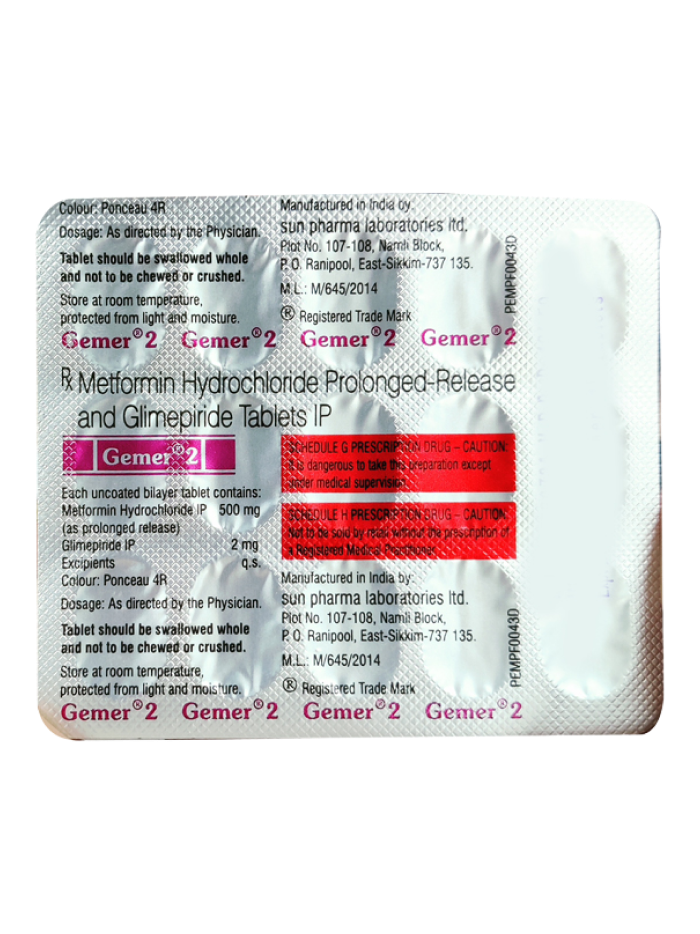 Colour: Ponceau 4R
Dosage: As directed by the Physician.
Tablet should be swallowed whole
and not to be chewed or crushed.
Store at room temperature,
protected from light and moisture.
Manufactured in India by:
sun pharma laboratories ltd.
Plot No. 107-108, Namli Block,
P. O. Ranipool, East-Sikkim-737 135.
M.L.: M/645/2014
® Registered Trade Mark
PEMPF0043D
Gemer®2 Gemer®2 Gemer®2 Gemer®2
Rx Metformin Hydrochloride Prolonged-Release
and Glimepiride Tablets IP
Gemer®2
Each uncoated bilayer tablet contains:
Metformin Hydrochloride IP 500 mg
(as prolonged release)
Glimepiride IP 2 mg
Excipients q.s.
Colour: Ponceau 4R
SCHEDULE G PRESCRIPTION DRUG – CAUTION:
It is dangerous to take this preparation except
under medical supervision
SCHEDULE H PRESCRIPTION DRUG – CAUTION:
Not to be sold by retail without the prescription of
a Registered Medical Practitioner.
Dosage: As directed by the Physician.
Tablet should be swallowed whole
and not to be chewed or crushed.
Store at room temperature,
protected from light and moisture.
Manufactured in India by:
sun pharma laboratories ltd.
Plot No. 107-108, Namli Block,
P. O. Ranipool, East-Sikkim-737 135.
M.L.: M/645/2014
® Registered Trade Mark
PEMPF0043D
Gemer®2 Gemer®2 Gemer®2 Gemer®2